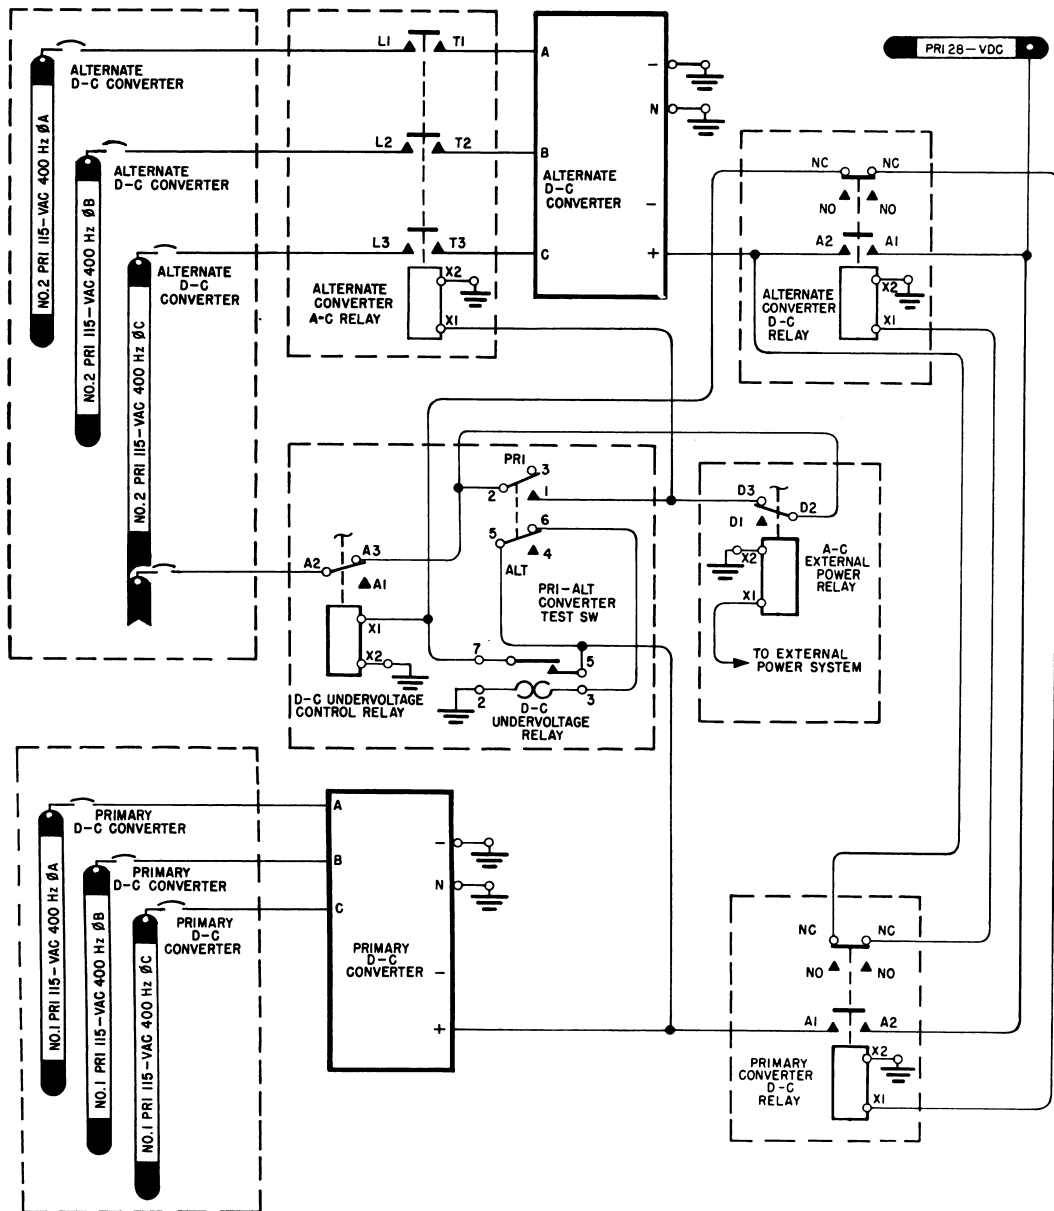 L1 T1
A
PRI 28-VDC
ALTERNATE
D-C CONVERTER
-
N
NO.2 PRI 115-VAC 400 Hz ØA
L2 T2
B
ALTERNATE
D-C CONVERTER
NO.2 PRI 115-VAC 400 Hz ØB
ALTERNATE
D-C
CONVERTER
-
NC NC
NO NO
L3 T3
C
+
A2 A1
ALTERNATE
D-C
CONVERTER
NO.2 PRI 115-VAC 400 Hz ØC
X2
ALTERNATE
CONVERTER
A-C RELAY
X1
X2
ALTERNATE
CONVERTER
D-C
RELAY
X1
PRI
3
2
1
D3
D2
D1
5
6
4
ALT
A2
A3
A1
PRI-ALT
CONVERTER
TEST SW
X2
A-C
EXTERNAL
POWER
RELAY
X1
X1
X2
7
5
TO EXTERNAL
POWER SYSTEM
D-C UNDERVOLTAGE
CONTROL RELAY
2
3
D-C
UNDERVOLTAGE
RELAY
A
PRIMARY
D-C CONVERTER
NO.1 PRI 115-VAC 400 Hz ØA
-
B
PRIMARY
D-C CONVERTER
NO.1 PRI 115-VAC 400 Hz ØB
N
C
PRIMARY
D-C
CONVERTER
NO.1 PRI 115-VAC 400 Hz ØC
PRIMARY
D-C
CONVERTER
-
NC NC
NO NO
+
A1 A2
X2
PRIMARY
CONVERTER
D-C
RELAY
X1